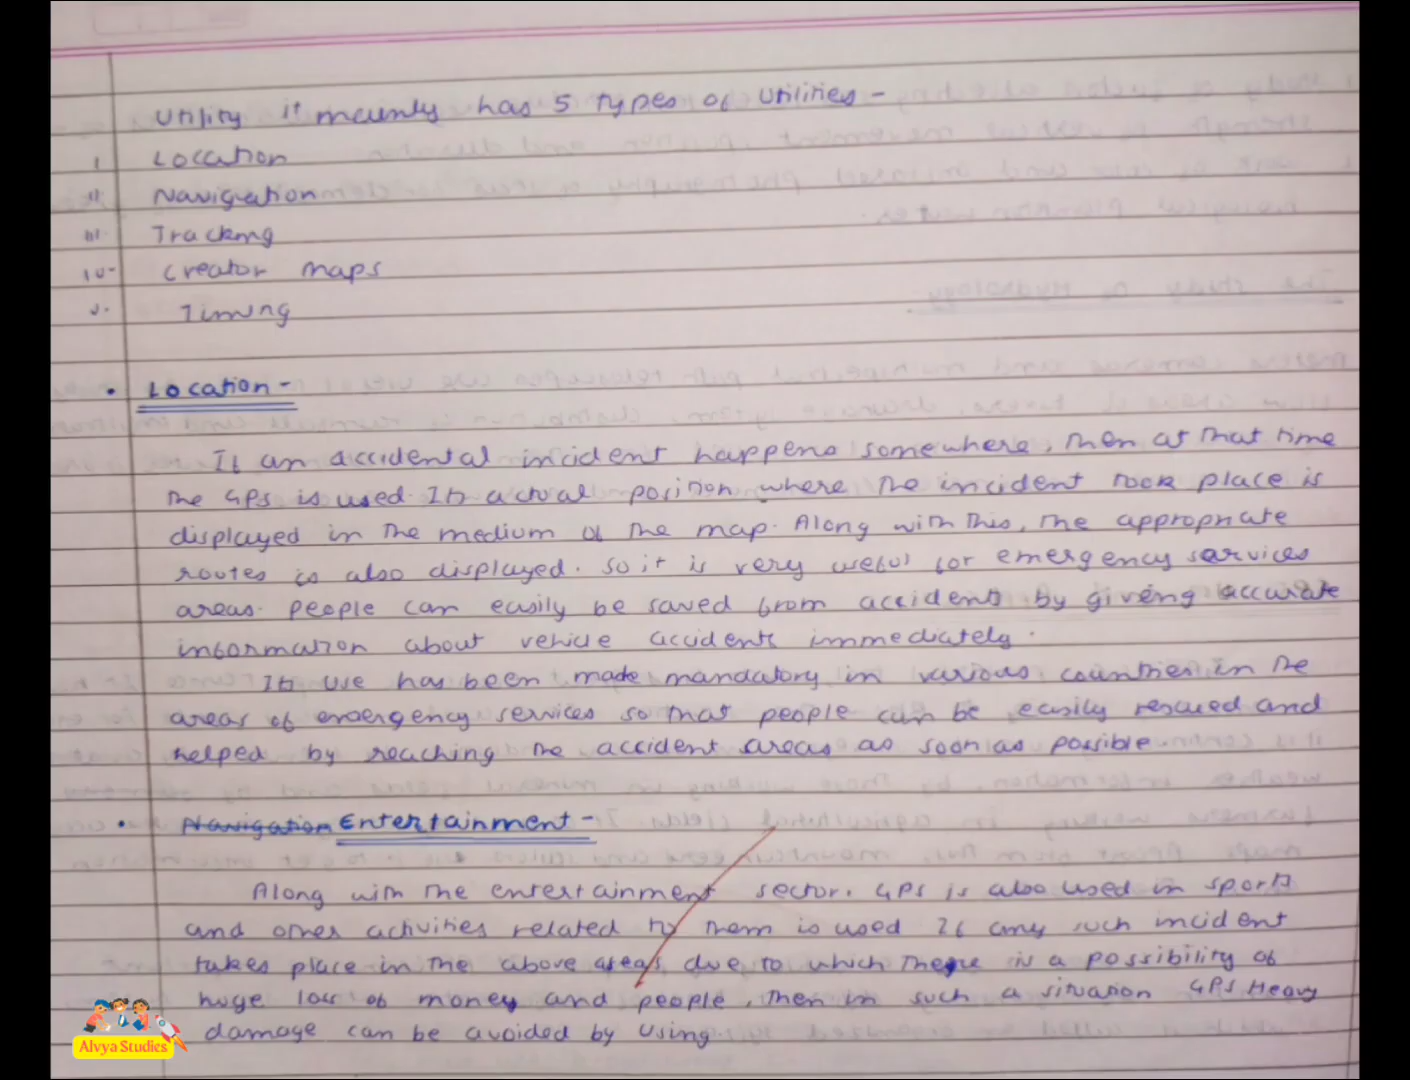 Utility it mainly has 5 types of utilities -
i Location
ii Navigation
iii. Tracking
iv- creator maps
v. Timing
• Location -
If an accidental incident happens somewhere, then at that time
the GPS is used. Its actual position where the incident took place is
displayed in the medium of the map. Along with this, the appropriate
routes is also displayed. So it is very useful for emergency services
areas. people can easily be saved from accidents by giving accurate
information about vehicle accidents immediately.
Its use has been made mandatory in various countries in the
areas of emergency services so that people can be easily rescued and
helped by reaching the accident areas as soon as possible
• Navigation Entertainment -
Along with the entertainment sector. GPS is also used in sports
and other activities related to them is used If any such incident
takes place in the above areas due to which there is a possibility of
huge loss of money and people, then in such a situation GPS Heavy
damage can be avoided by using.
Alvya Studies